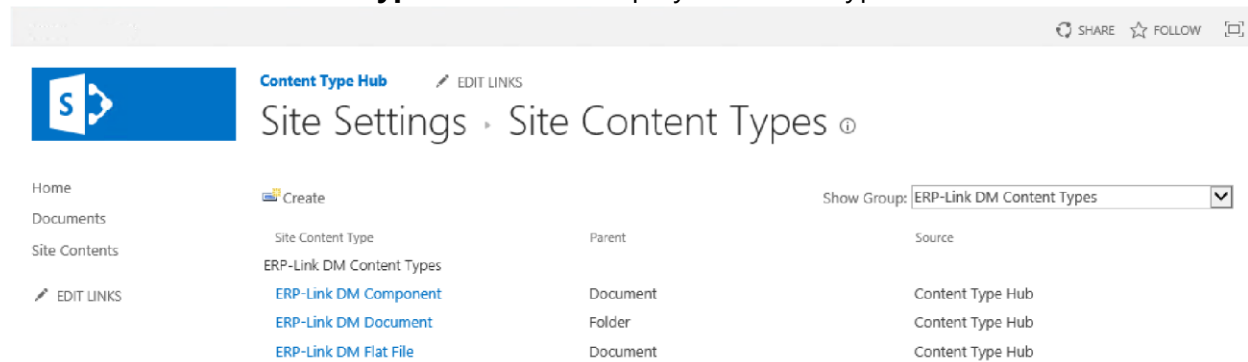 SHARE FOLLOW
S
Content Type Hub EDIT LINKS
Site Settings › Site Content Types
Home
Documents
Site Contents
EDIT LINKS
Create Show Group: ERP-Link DM Content Types
Site Content Type Parent Source
ERP-Link DM Content Types
ERP-Link DM Component Document Content Type Hub
ERP-Link DM Document Folder Content Type Hub
ERP-Link DM Flat File Document Content Type Hub